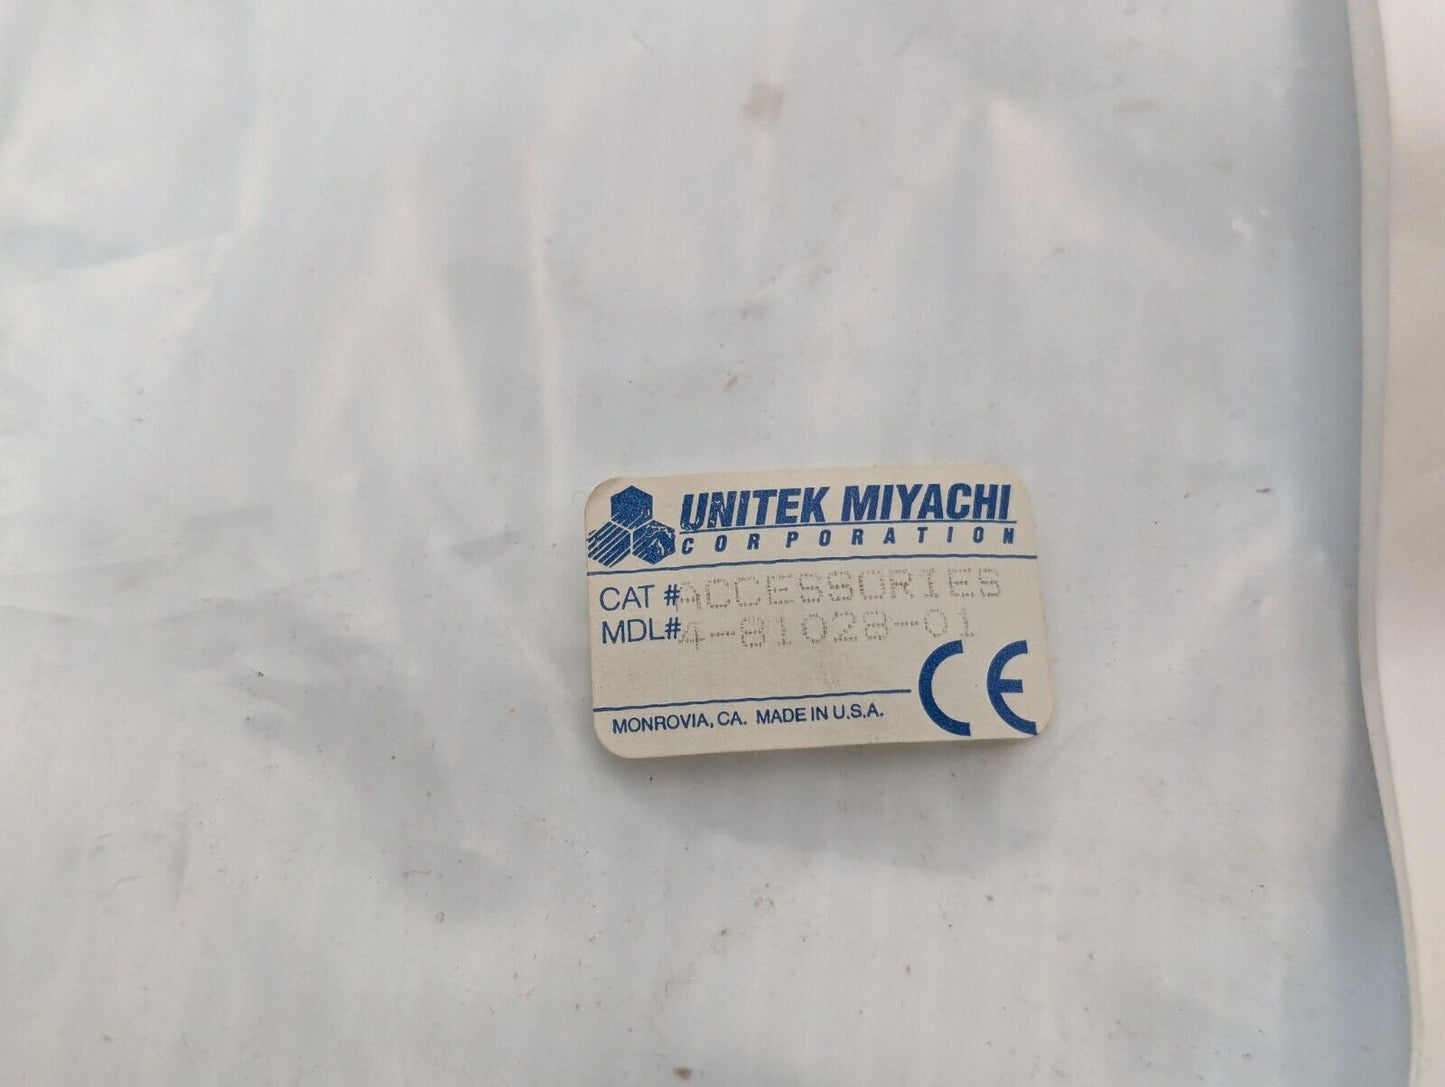 UNITEK MIYACHI
CORPORATION
CAT # ACCESSORIES
MDL# 4-81028-01
CE
MONROVIA, CA. MADE IN U.S.A.